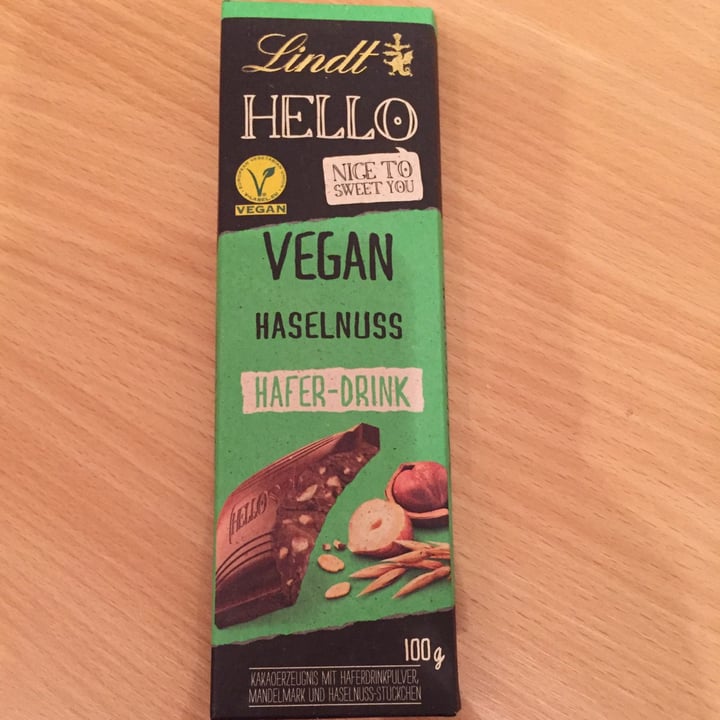 Lindt
HELLO
NICE TO
SWEET YOU
VEGAN
VEGAN
HASELNUSS
HAFER-DRINK
HELLO
100g
KAKAOERZEUGNIS MIT HAFERDRINKPULVER,
MANDELMARK UND HASELNUSS-STÜCKCHEN